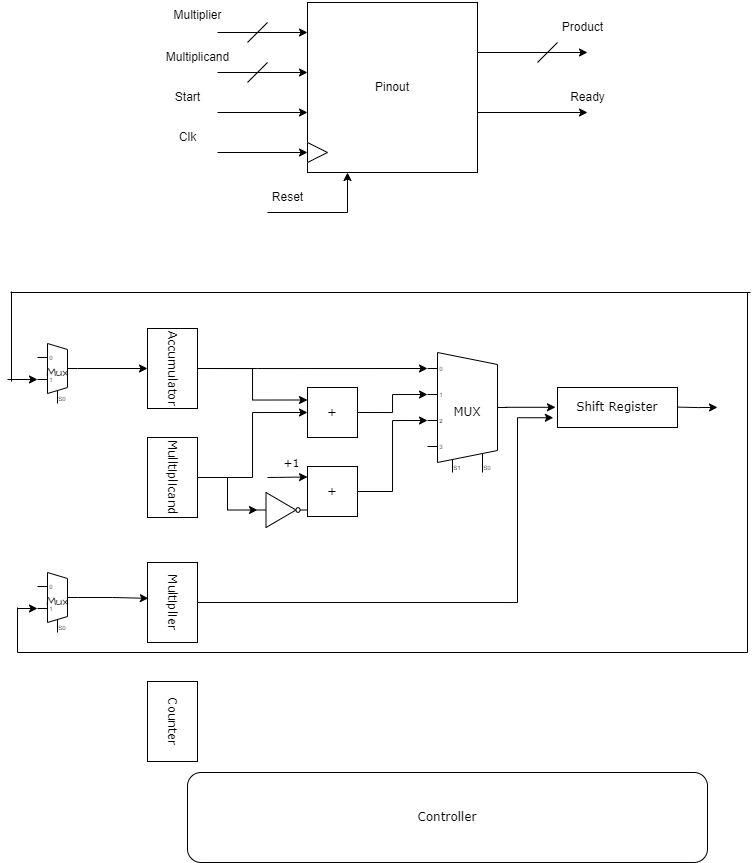 Multiplier
Product
Multiplicand
Pinout
Start
Ready
Clk
Reset
Accumulator
0
Mux
1
S0
0
1
+
MUX
2
Shift Register
3
S1
S0
Mulltiplicand
+1
+
0
Mux
1
S0
Multiplier
Counter
Controller